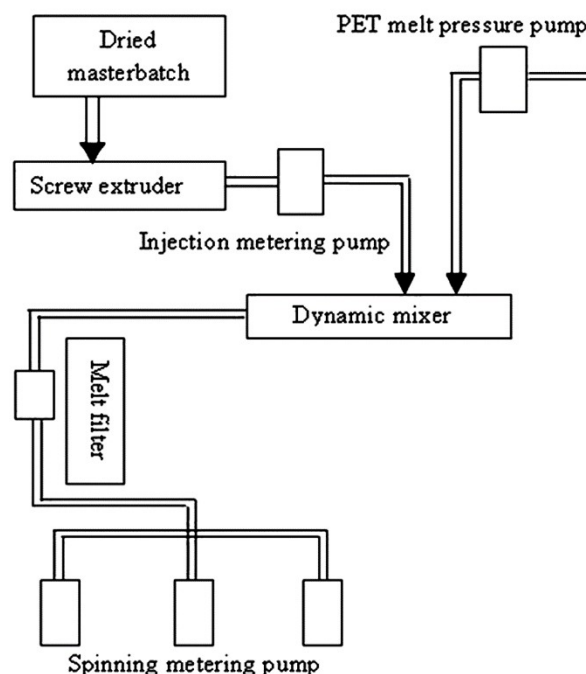 Dried
masterbatch
PET melt pressure pump
Screw extruder
Injection metering pump
Dynamic mixer
Melt filter
Spinning metering pump